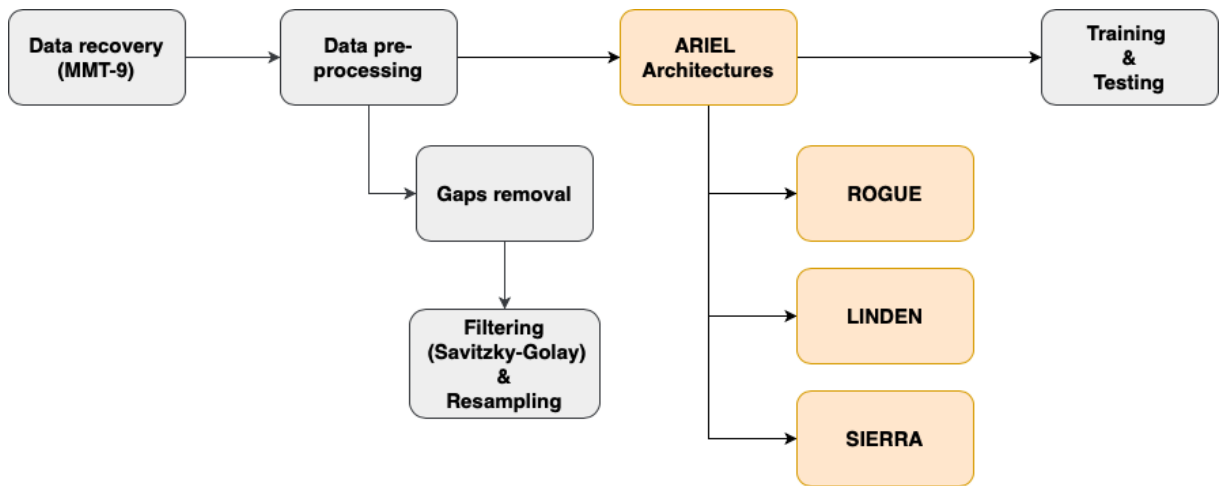 Data recovery
(MMT-9)
Data pre-
processing
ARIEL
Architectures
Training
&
Testing
Gaps removal
ROGUE
Filtering
(Savitzky-Golay)
&
Resampling
LINDEN
SIERRA